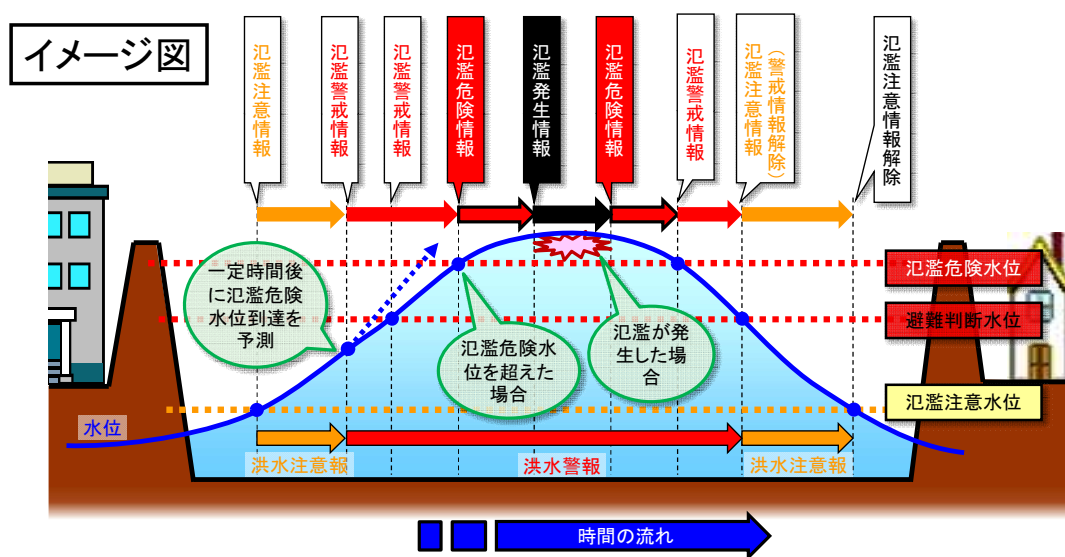 イメージ図
氾濫注意情報
氾濫警戒情報
氾濫警戒情報
氾濫危険情報
氾濫発生情報
氾濫危険情報
氾濫警戒情報
（警戒情報解除）
氾濫注意情報
氾濫注意情報解除
一定時間後
に氾濫危険
水位到達を
予測
氾濫危険水
位を超えた
場合
氾濫が発
生した場
合
氾濫危険水位
避難判断水位
氾濫注意水位
水位
洪水注意報
洪水警報
洪水注意報
時間の流れ